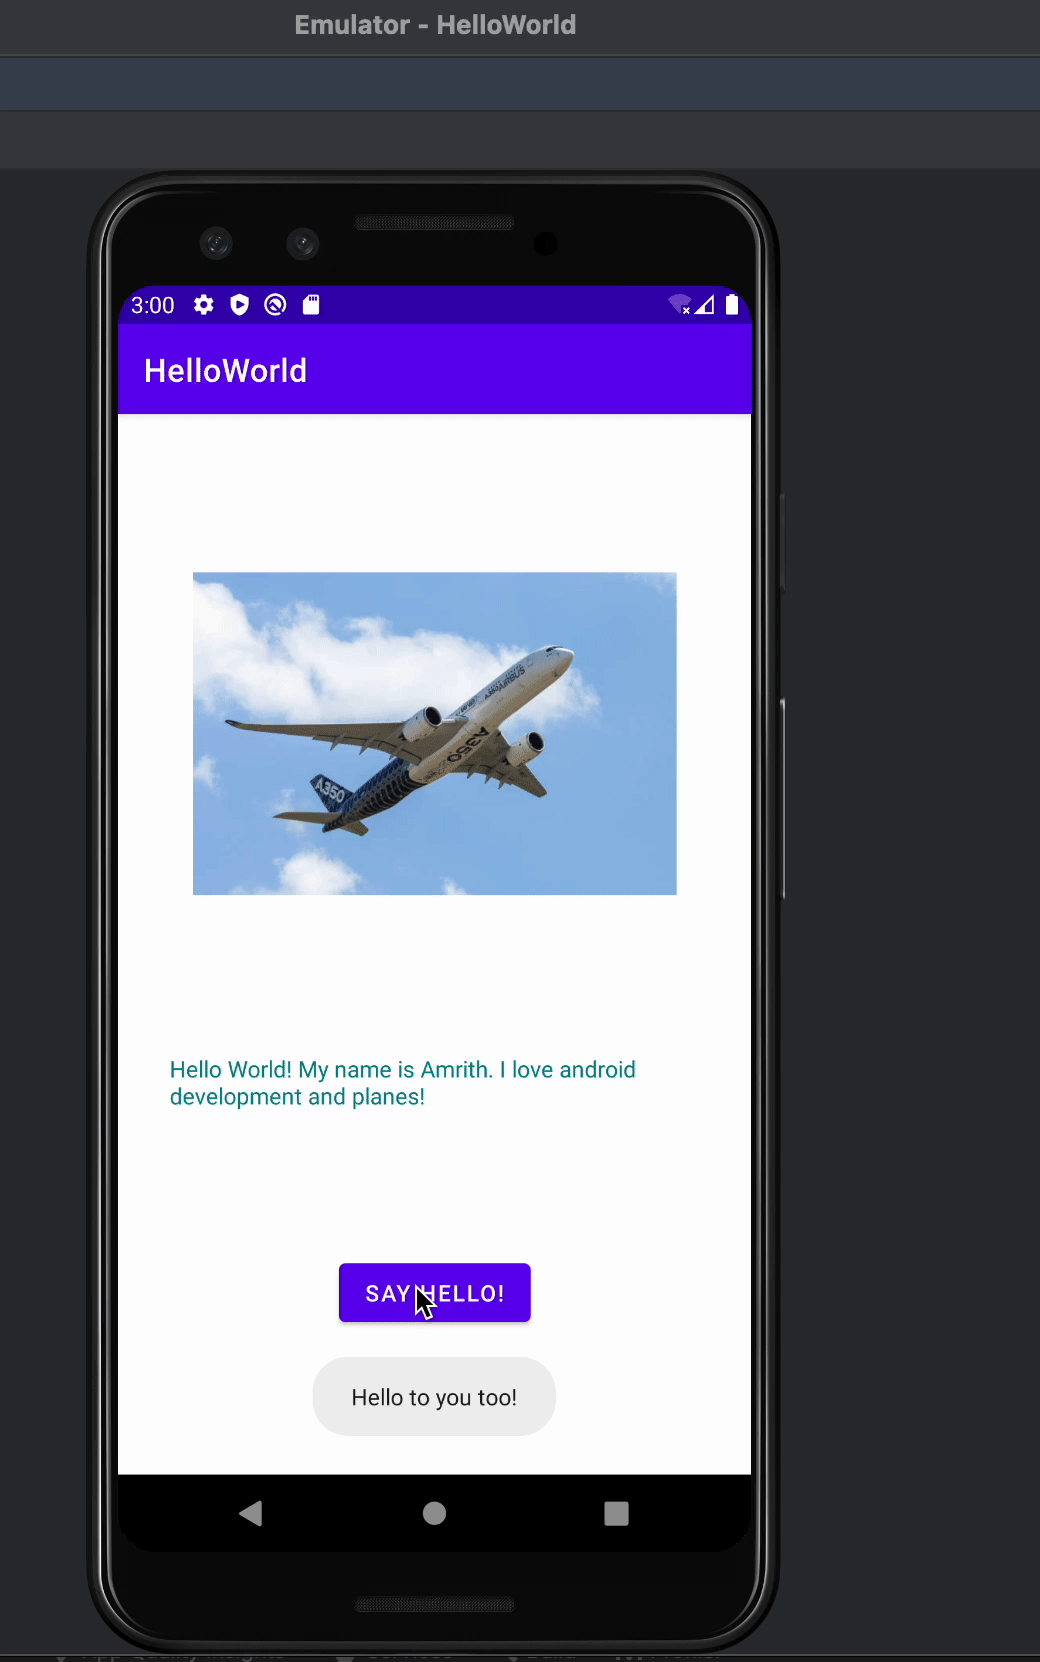 Emulator - HelloWorld
3:00
HelloWorld
AIRBUS
A350
A350
Hello World! My name is Amrith. I love android
development and planes!
SAY HELLO!
Hello to you too!